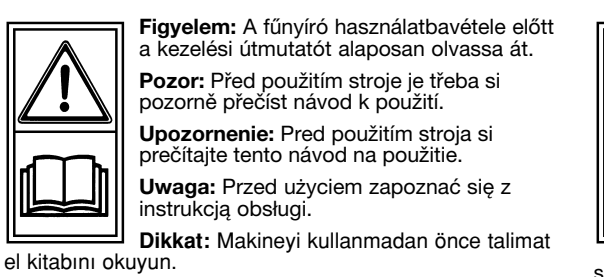 Figyelem: A fűnyíró használatbavétele előtt
a kezelési útmutatót alaposan olvassa át.
Pozor: Před použitím stroje je třeba si
pozorně přečíst návod k použití.
Upozornenie: Pred použitím stroja si
prečítajte tento návod na použitie.
Uwaga: Przed użyciem zapoznać się z
instrukcją obsługi.
Dikkat: Makineyi kullanmadan önce talimat
el kitabını okuyun.
s